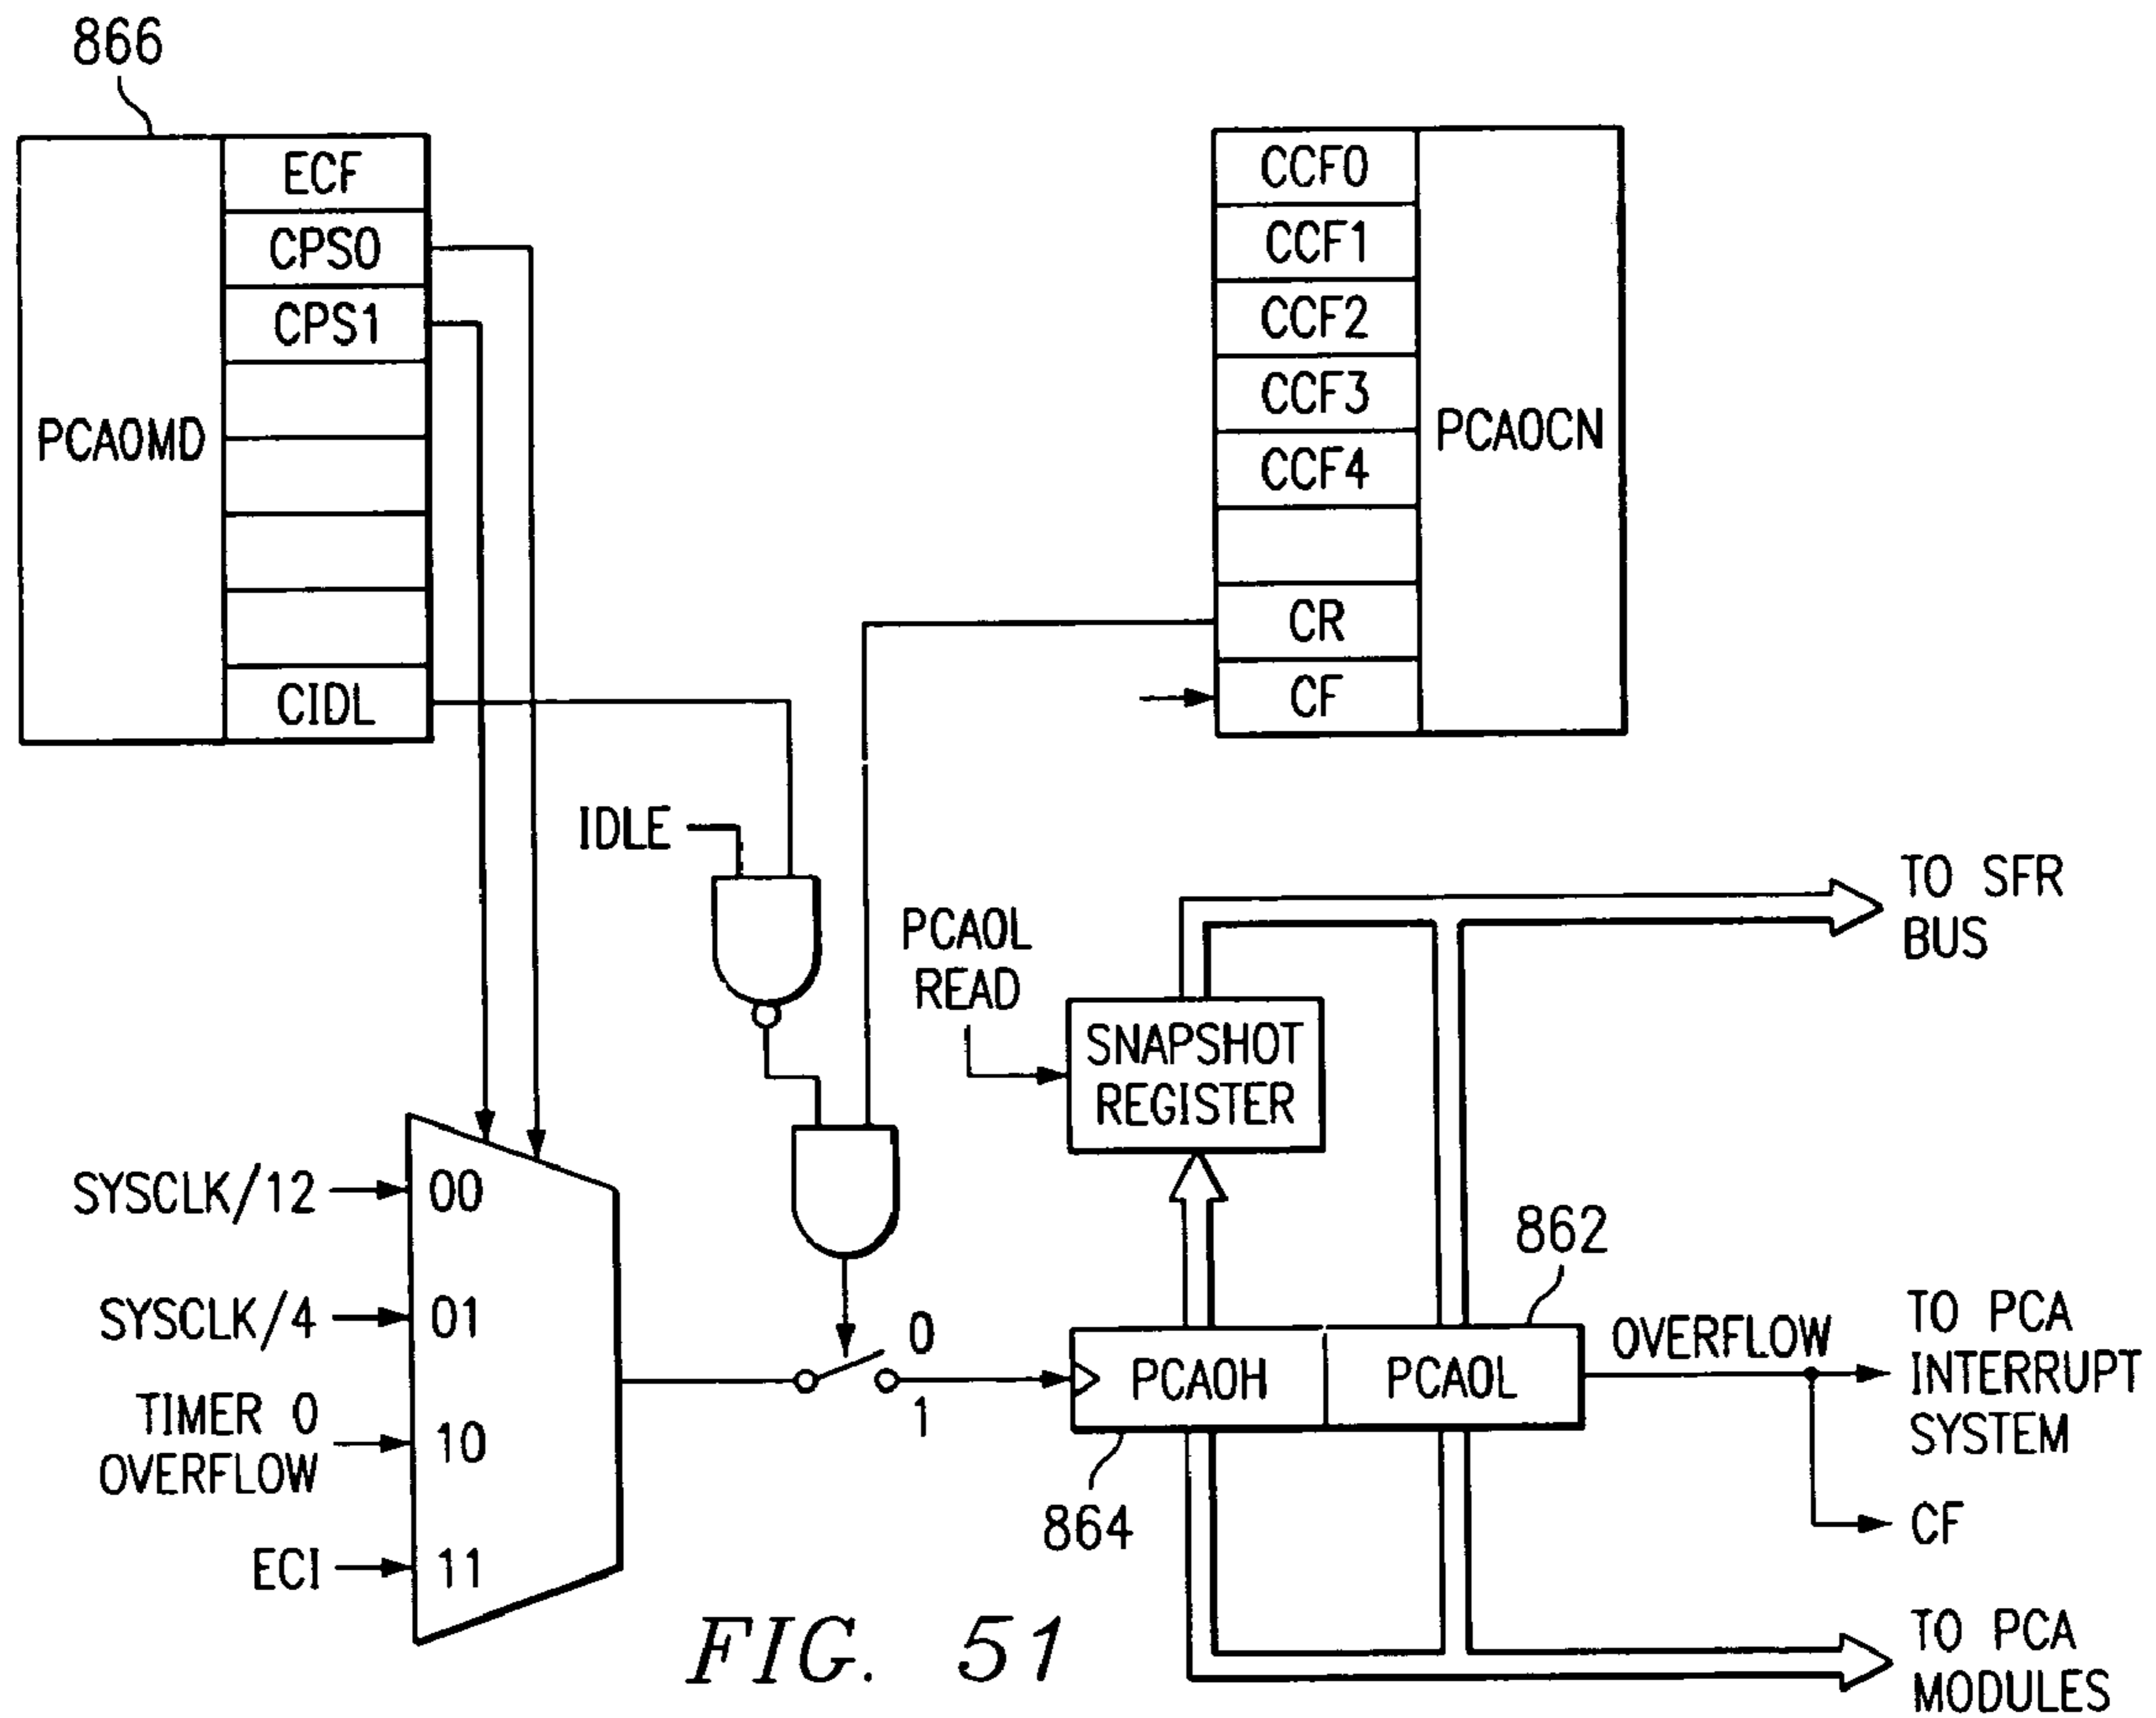 866
ECF
CPS0
CPS1
PCA0MD
CIDL
CCF0
CCF1
CCF2
CCF3
CCF4
PCA0CN
CR
CF
IDLE
PCA0L
READ
SNAPSHOT
REGISTER
TO SFR
BUS
SYSCLK/12
00
SYSCLK/4
01
TIMER 0
OVERFLOW
10
ECI
11
0
1
PCA0H
PCA0L
862
864
OVERFLOW
TO PCA
INTERRUPT
SYSTEM
CF
TO PCA
MODULES
FIG. 51